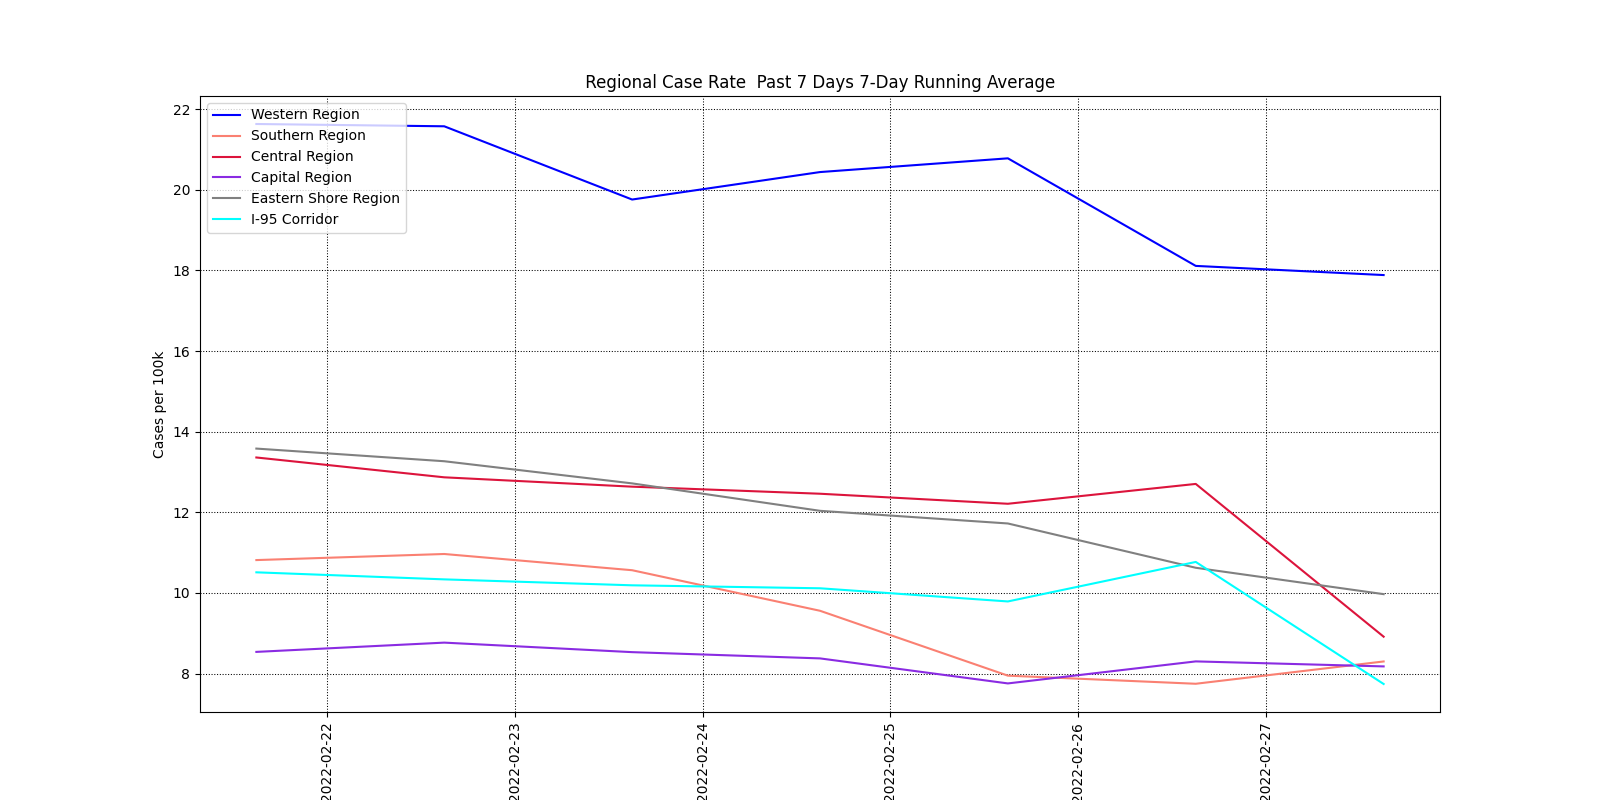 Regional Case Rate  Past 7 Days 7-Day Running Average
Cases per 100k
22
20
18
16
14
12
10
8
Western Region
Southern Region
Central Region
Capital Region
Eastern Shore Region
I-95 Corridor
2022-02-22
2022-02-23
2022-02-24
2022-02-25
2022-02-26
2022-02-27